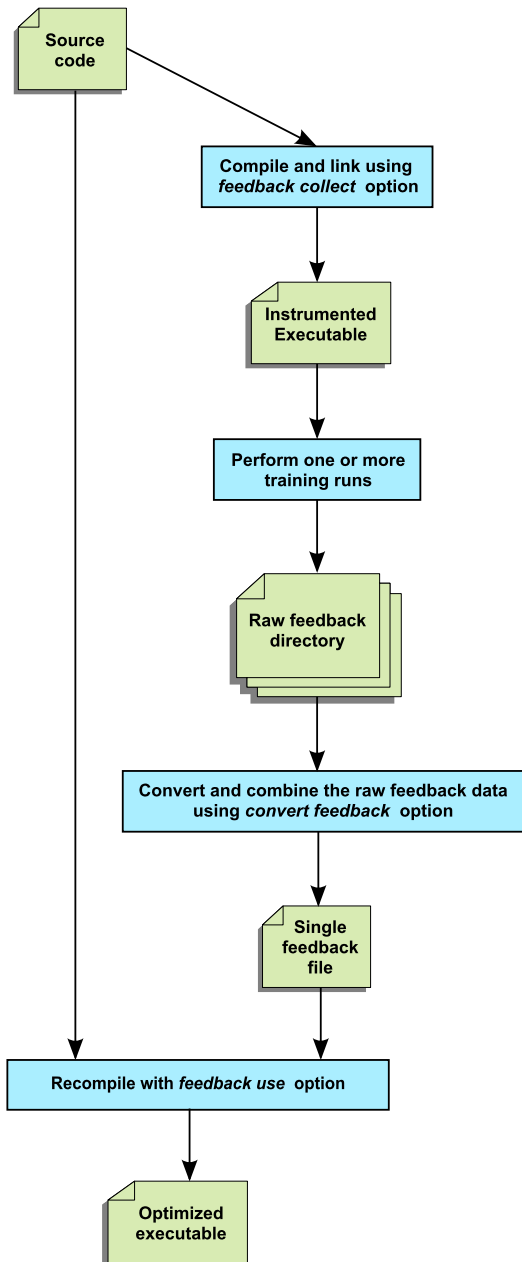 Source
code
Compile and link using
feedback collect option
Instrumented
Executable
Perform one or more
training runs
Raw feedback
directory
Convert and combine the raw feedback data
using convert feedback option
Single
feedback
file
Recompile with feedback use option
Optimized
executable